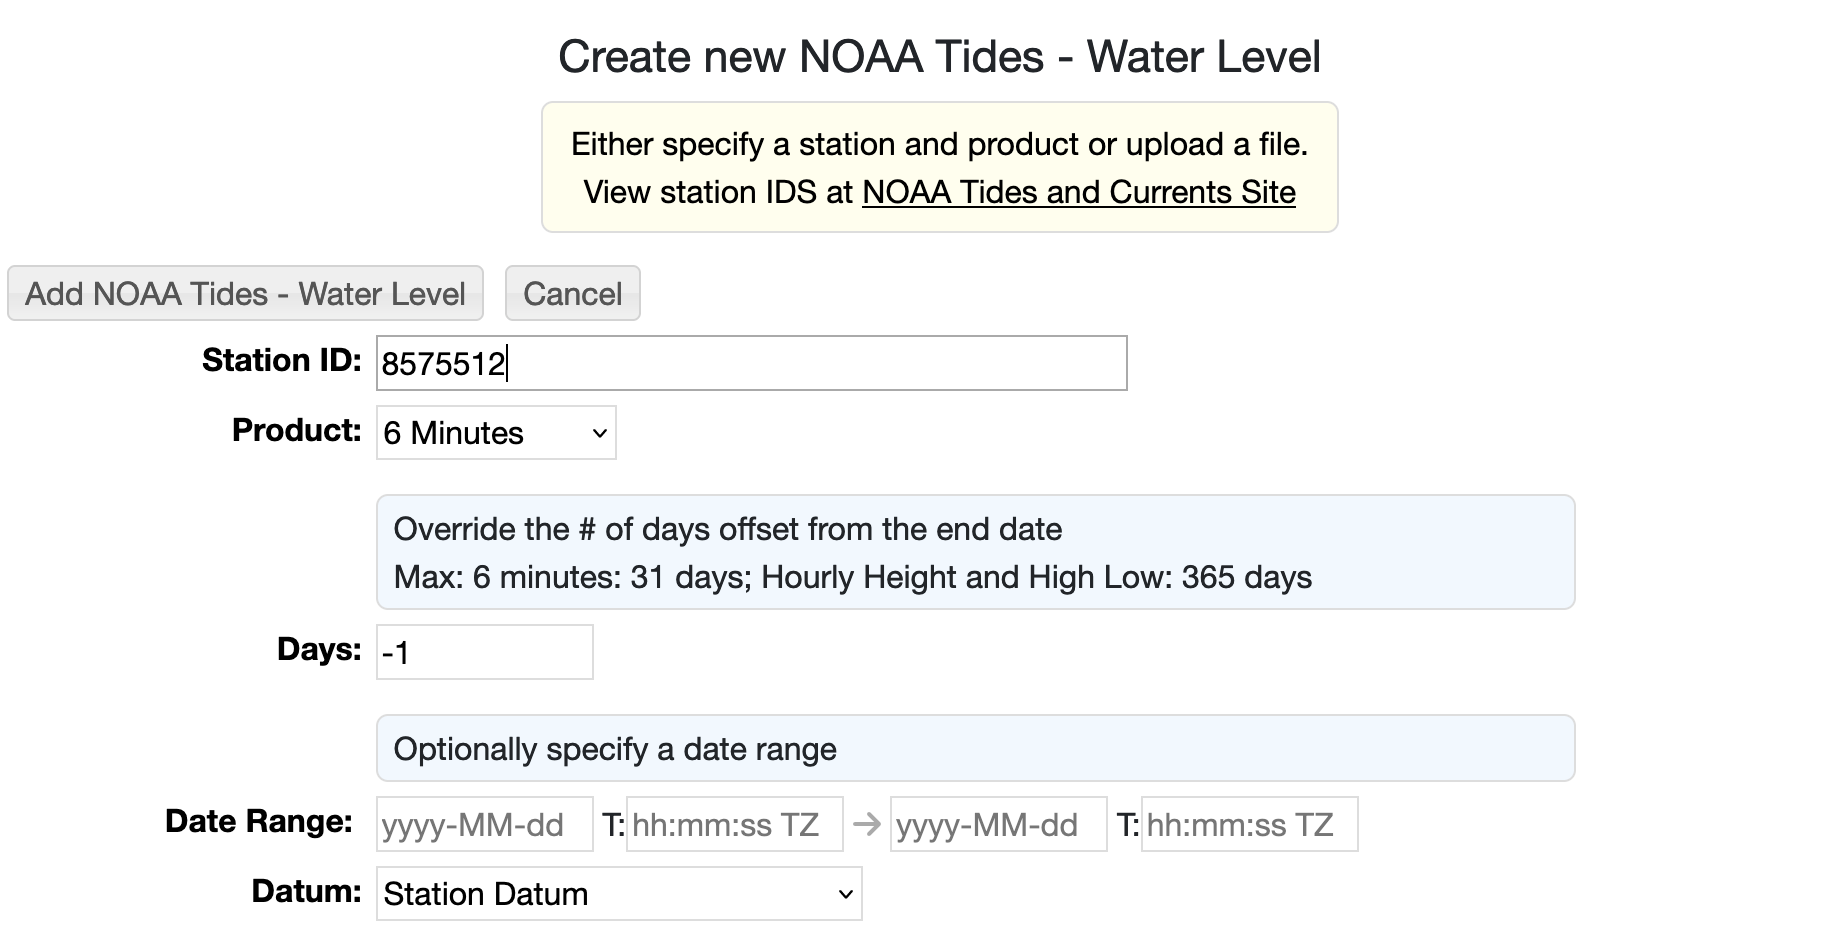 Create new NOAA Tides - Water Level
Either specify a station and product or upload a file.
View station IDS at NOAA Tides and Currents Site
Add NOAA Tides - Water Level Cancel
Station ID: 8575512
Product: 6 Minutes
Override the # of days offset from the end date
Max: 6 minutes: 31 days; Hourly Height and High Low: 365 days
Days: -1
Optionally specify a date range
Date Range: yyyy-MM-dd T: hh:mm:ss TZ → yyyy-MM-dd T: hh:mm:ss TZ
Datum: Station Datum